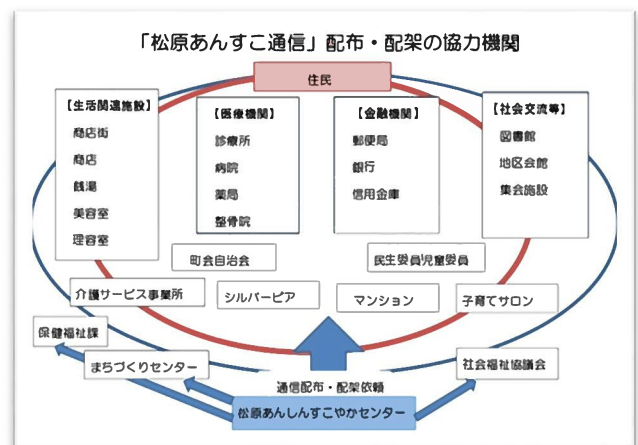 「松原あんすこ通信」配布・配架の協力機関
住民
【生活関連施設】
商店街
商店
銭湯
美容室
理容室
【医療機関】
診療所
病院
薬局
整骨院
【金融機関】
郵便局
銀行
信用金庫
【社会交流等】
図書館
地区会館
集会施設
町会自治会
民生委員児童委員
介護サービス事業所
シルバーピア
マンション
子育てサロン
保健福祉課
まちづくりセンター
社会福祉協議会
通信配布・配架依頼
松原あんしんすこやかセンター